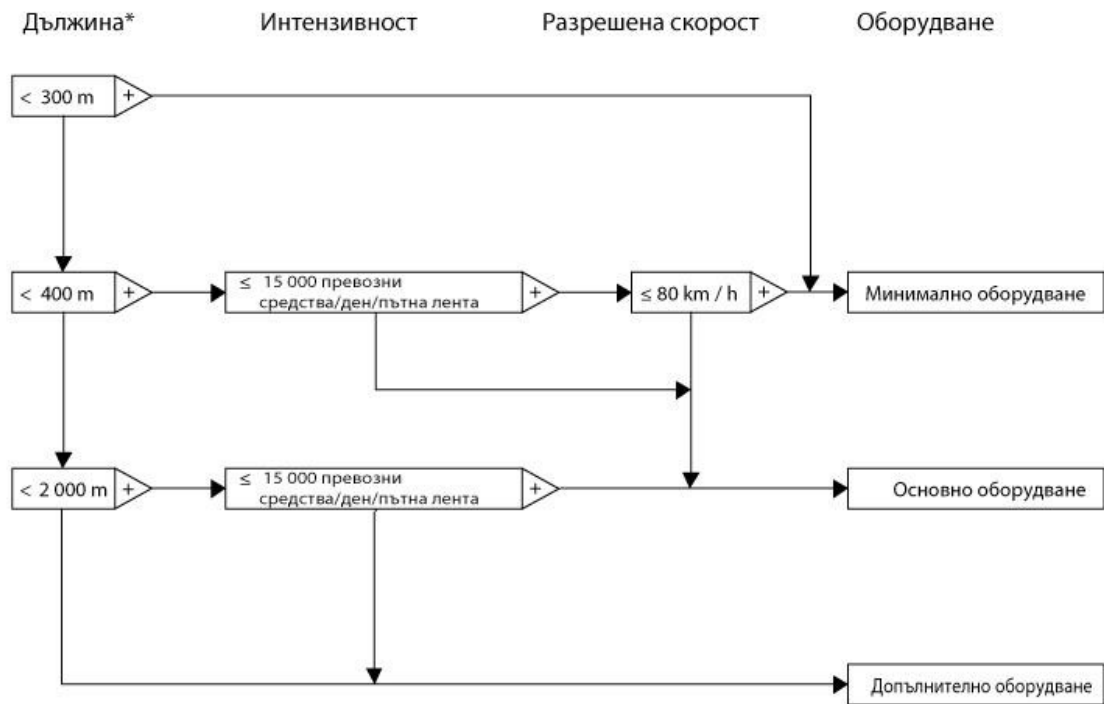 Дължина* Интензивност Разрешена скорост Оборудване
< 300 m +
< 400 m + ≤ 15 000 превозни + ≤ 80 km / h + Минимално оборудване
средства/ден/пътна лента
< 2 000 m + ≤ 15 000 превозни + Основно оборудване
средства/ден/пътна лента
Допълнително оборудване